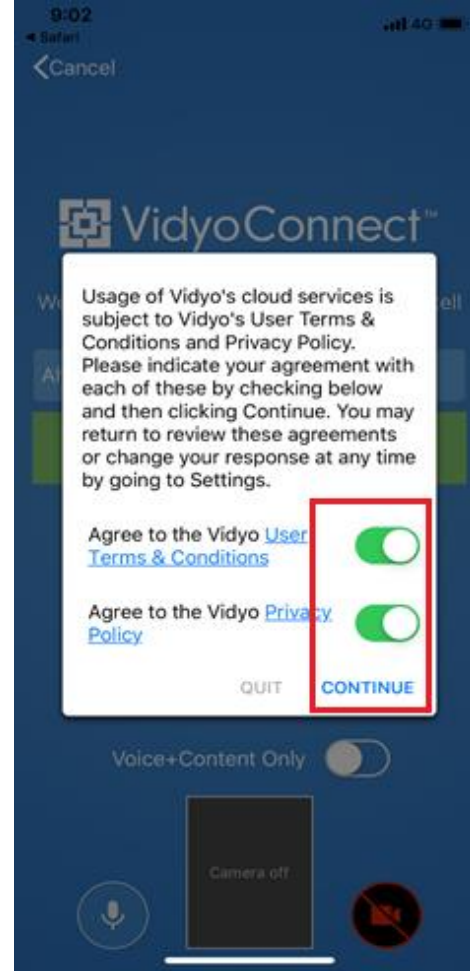 9:02
Safari
4G
Cancel
VidyoConnect™
Usage of Vidyo's cloud services is
subject to Vidyo's User Terms &
Conditions and Privacy Policy.
Please indicate your agreement with
each of these by checking below
and then clicking Continue. You may
return to review these agreements
or change your response at any time
by going to Settings.
Agree to the Vidyo User
Terms & Conditions
Agree to the Vidyo Privacy
Policy
QUIT CONTINUE
Voice+Content Only
Camera off